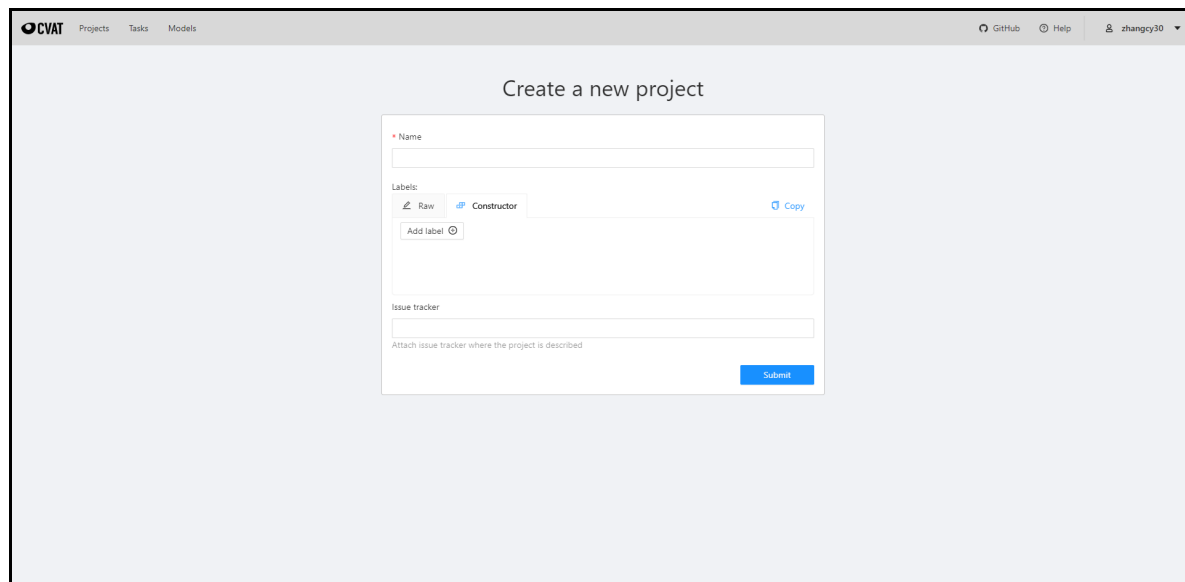 CVAT Projects Tasks Models GitHub Help zhangcy30
Create a new project
* Name
Labels:
Raw Constructor Copy
Add label
Issue tracker
Attach issue tracker where the project is described
Submit